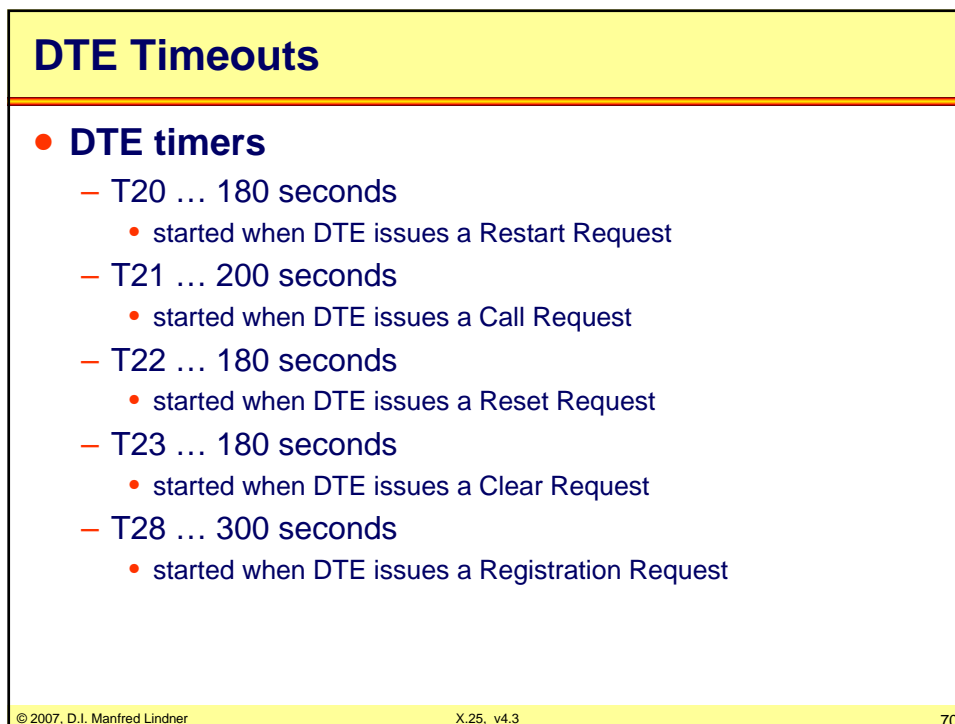 DTE Timeouts
• DTE timers
– T20 … 180 seconds
• started when DTE issues a Restart Request
– T21 … 200 seconds
• started when DTE issues a Call Request
– T22 … 180 seconds
• started when DTE issues a Reset Request
– T23 … 180 seconds
• started when DTE issues a Clear Request
– T28 … 300 seconds
• started when DTE issues a Registration Request
© 2007, D.I. Manfred Lindner X.25, v4.3 70